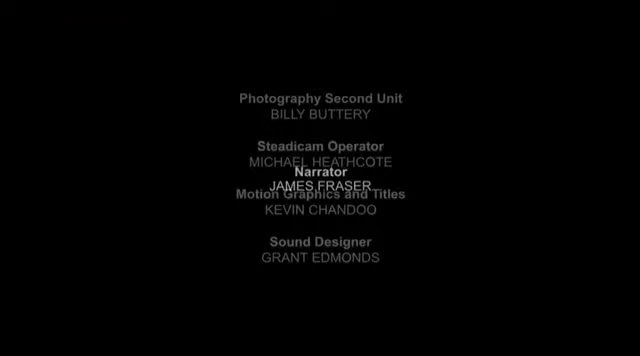 Photography Second Unit
BILLY BUTTERY
Steadicam Operator
MICHAEL HEATHCOTE
Narrator
JAMES FRASER
Motion Graphics and Titles
KEVIN CHANDOO
Sound Designer
GRANT EDMONDS